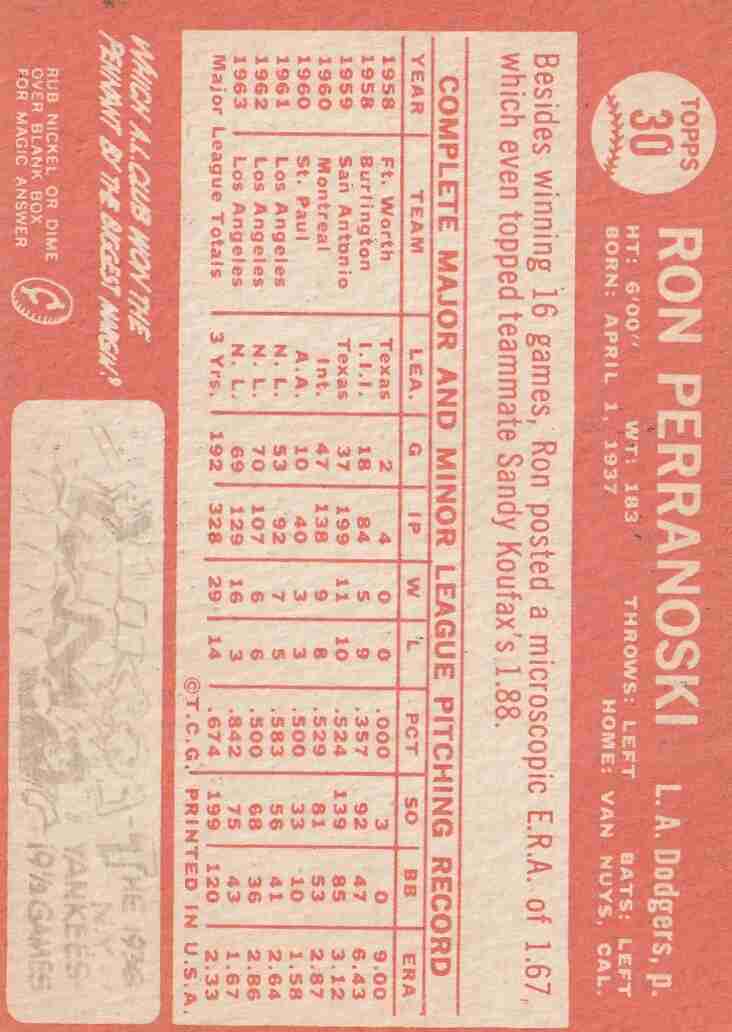 TOPPS
30
RON PERRANOSKI L. A. Dodgers, p.
HT: 6'00" WT: 183 THROWS: LEFT BATS: LEFT
BORN: APRIL 1, 1937 HOME: VAN NUYS, CAL.
Besides winning 16 games, Ron posted a microscopic E.R.A. of 1.67,
which even topped teammate Sandy Koufax's 1.88.
COMPLETE MAJOR AND MINOR LEAGUE PITCHING RECORD
YEAR TEAM LEA. G IP W L PCT SO BB ERA
1958 Ft. Worth Texas 2 4 0 0 .000 3 0 9.00
1958 Burlington I.I.I. 18 84 5 9 .357 92 47 6.43
1959 San Antonio Texas 37 199 11 10 .524 139 85 3.12
1960 Montreal Int. 47 138 9 8 .529 81 53 2.87
1960 St. Paul A.A. 10 40 3 3 .500 33 10 1.58
1961 Los Angeles N. L. 53 92 7 5 .583 56 41 2.64
1962 Los Angeles N. L. 70 107 6 6 .500 68 36 2.86
1963 Los Angeles N. L. 69 129 16 3 .842 75 43 1.67
Major League Totals 3 Yrs. 192 328 29 14 .674 199 120 2.33
©T.C.G. PRINTED IN U.S.A.
WHICH A.L. CLUB WON THE
PENNANT BY THE BIGGEST MARGIN?
RUB NICKEL OR DIME
OVER BLANK BOX
FOR MAGIC ANSWER
THE 1936
N.Y.
YANKEES
19½ GAMES